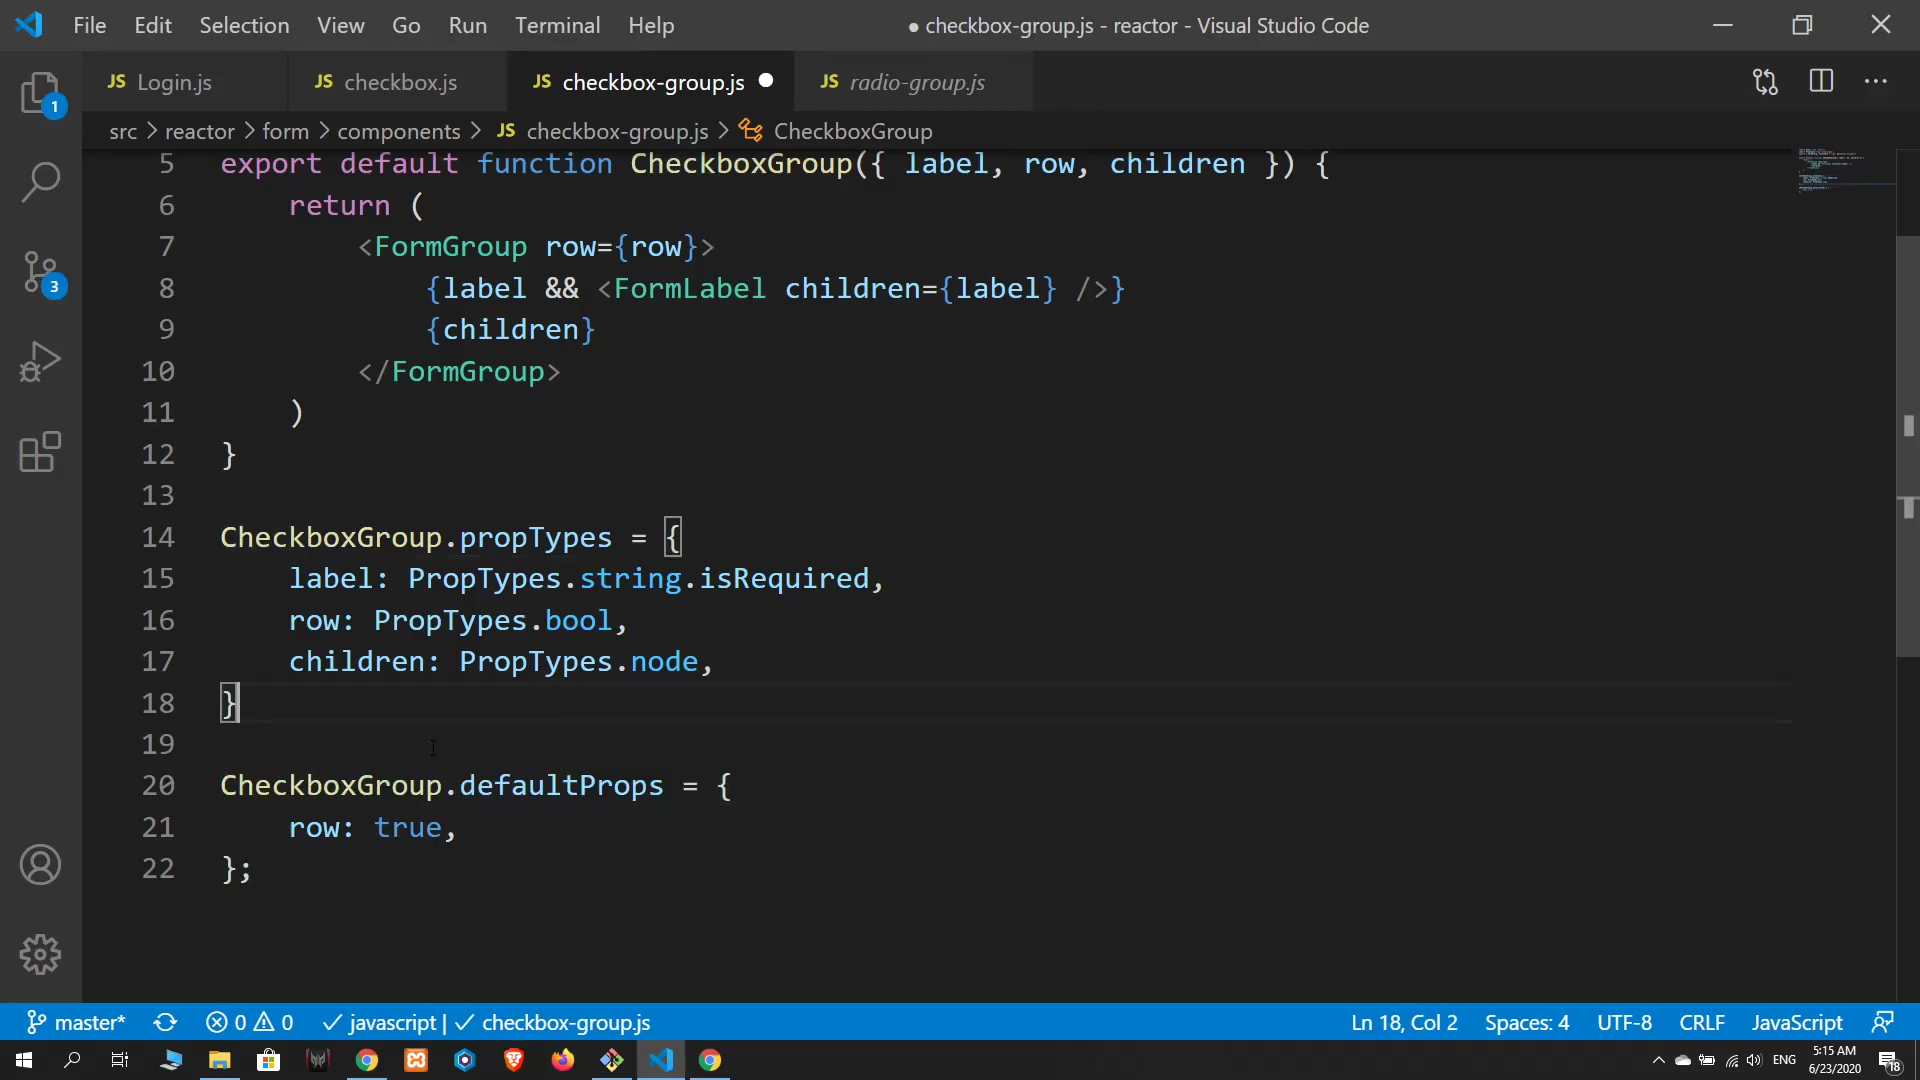 File Edit Selection View Go Run Terminal Help ● checkbox-group.js - reactor - Visual Studio Code
JS Login.js JS checkbox.js JS checkbox-group.js ● JS radio-group.js ···
1
src > reactor > form > components > JS checkbox-group.js > CheckboxGroup
5 export default function CheckboxGroup({ label, row, children }) {
6 return (
7 <FormGroup row={row}>
8 {label && <FormLabel children={label} />}
9 {children}
10 </FormGroup>
11 )
12 }
13
14 CheckboxGroup.propTypes = {
15 label: PropTypes.string.isRequired,
16 row: PropTypes.bool,
17 children: PropTypes.node,
18 }
19
20 CheckboxGroup.defaultProps = {
21 row: true,
22 };
3
master* 0 0 ✓ javascript | ✓ checkbox-group.js Ln 18, Col 2 Spaces: 4 UTF-8 CRLF JavaScript
ENG 5:15 AM
6/23/2020 18